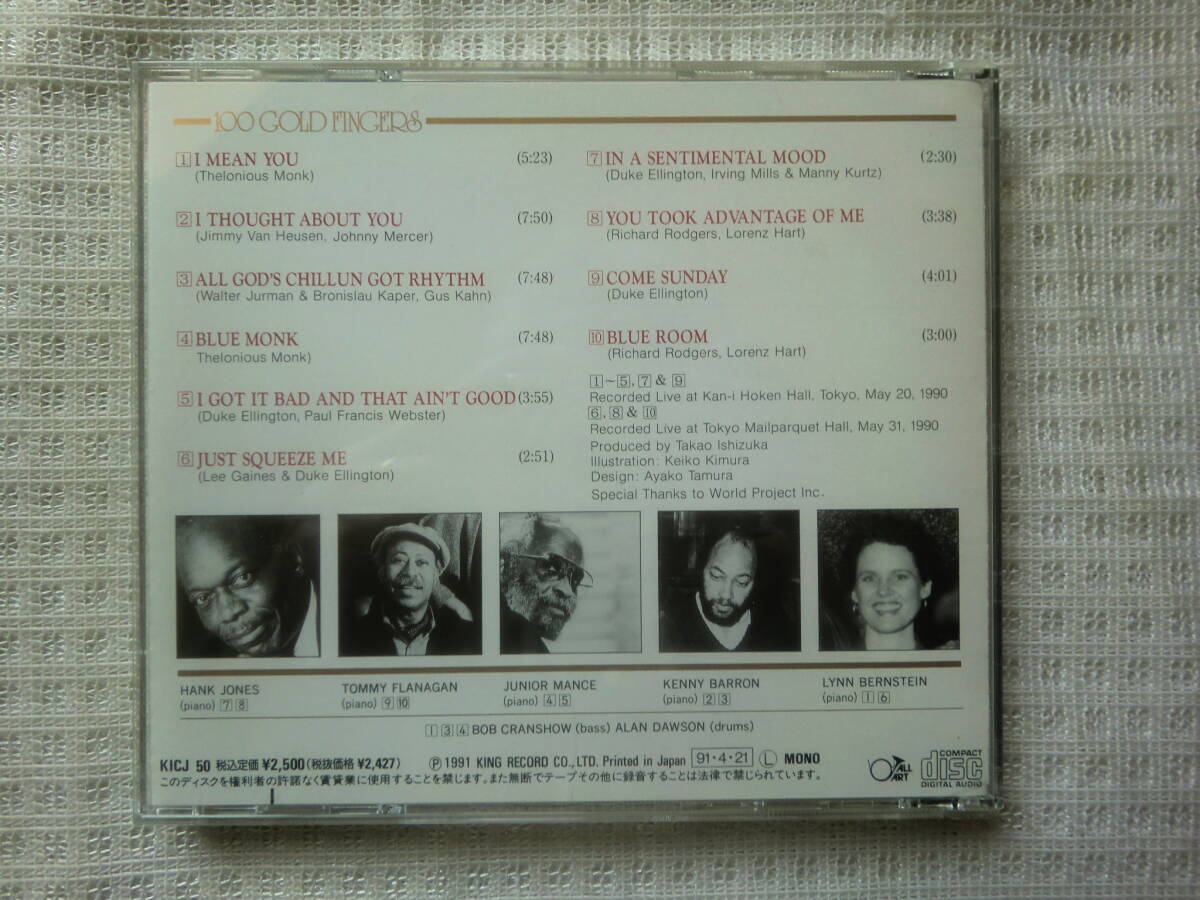 100 GOLD FINGERS
1 I MEAN YOU (5:23)
(Thelonious Monk)
2 I THOUGHT ABOUT YOU (7:50)
(Jimmy Van Heusen, Johnny Mercer)
3 ALL GOD'S CHILLUN GOT RHYTHM (7:48)
(Walter Jurman & Bronislau Kaper, Gus Kahn)
4 BLUE MONK (7:48)
Thelonious Monk)
5 I GOT IT BAD AND THAT AIN'T GOOD (3:55)
(Duke Ellington, Paul Francis Webster)
6 JUST SQUEEZE ME (2:51)
(Lee Gaines & Duke Ellington)
7 IN A SENTIMENTAL MOOD (2:30)
(Duke Ellington, Irving Mills & Manny Kurtz)
8 YOU TOOK ADVANTAGE OF ME (3:38)
(Richard Rodgers, Lorenz Hart)
9 COME SUNDAY (4:01)
(Duke Ellington)
10 BLUE ROOM (3:00)
(Richard Rodgers, Lorenz Hart)
1~5, 7 & 9
Recorded Live at Kan-i Hoken Hall, Tokyo, May 20, 1990
6, 8 & 10
Recorded Live at Tokyo Mailparquet Hall, May 31, 1990
Produced by Takao Ishizuka
Illustration: Keiko Kimura
Design: Ayako Tamura
Special Thanks to World Project Inc.
HANK JONES
(piano) 7 8
TOMMY FLANAGAN
(piano) 9 10
JUNIOR MANCE
(piano) 4 5
KENNY BARRON
(piano) 2 3
LYNN BERNSTEIN
(piano) 1 6
1 3 4 BOB CRANSHOW (bass) ALAN DAWSON (drums)
KICJ 50 税込定価 ¥2,500(税抜価格 ¥2,427) Ⓟ1991 KING RECORD CO., LTD. Printed in Japan 91・4・21 Ⓛ MONO
このディスクを権利者の許諾なく賃貸業に使用することを禁じます。また無断でテープその他に録音することは法律で禁じられています。
ALL ART
COMPACT
disc
DIGITAL AUDIO